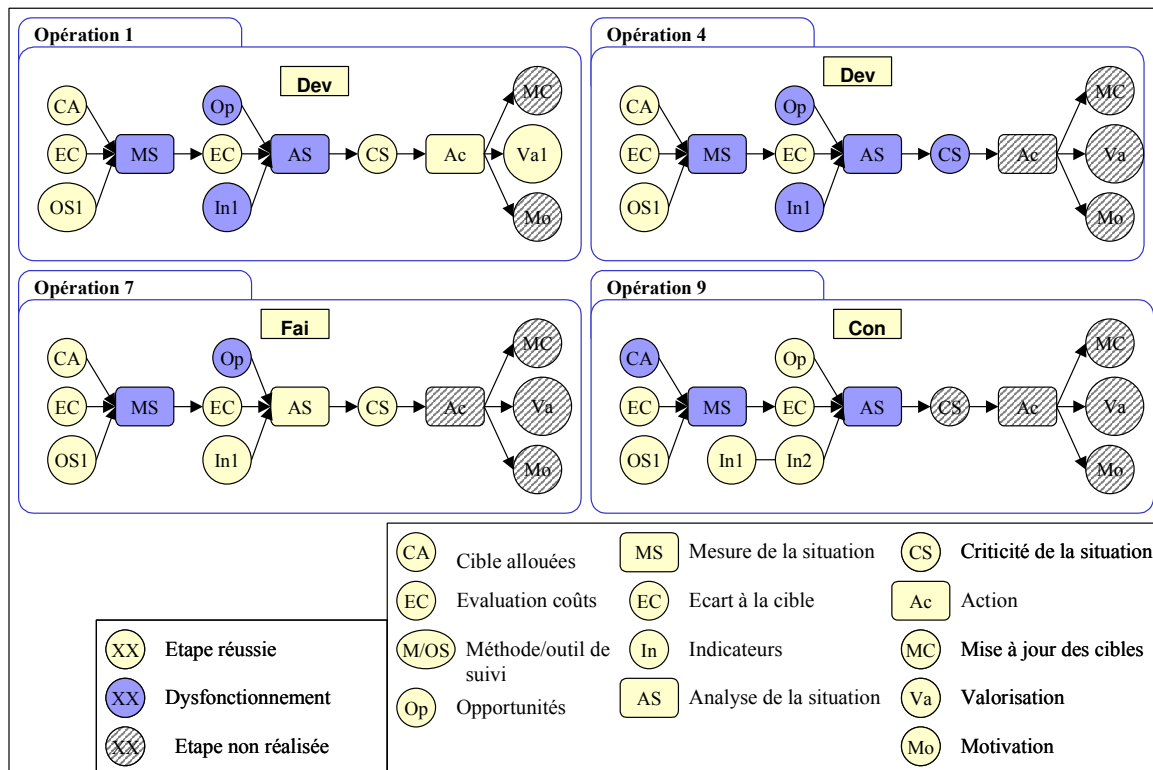 Opération 1
Dev
CA
Op
MC
EC
MS
EC
AS
CS
Ac
Va1
OS1
In1
Mo
Opération 4
Dev
CA
Op
MC
EC
MS
EC
AS
CS
Ac
Va
OS1
In1
Mo
Opération 7
Fai
CA
Op
MC
EC
MS
EC
AS
CS
Ac
Va
OS1
In1
Mo
Opération 9
Con
CA
Op
MC
EC
MS
EC
AS
CS
Ac
Va
OS1
In1
In2
Mo
XX Etape réussie
XX Dysfonctionnement
XX Etape non réalisée
CA Cible allouées
EC Evaluation coûts
M/OS Méthode/outil de
suivi
Op Opportunités
MS Mesure de la situation
EC Ecart à la cible
In Indicateurs
AS Analyse de la situation
CS Criticité de la situation
Ac Action
MC Mise à jour des cibles
Va Valorisation
Mo Motivation